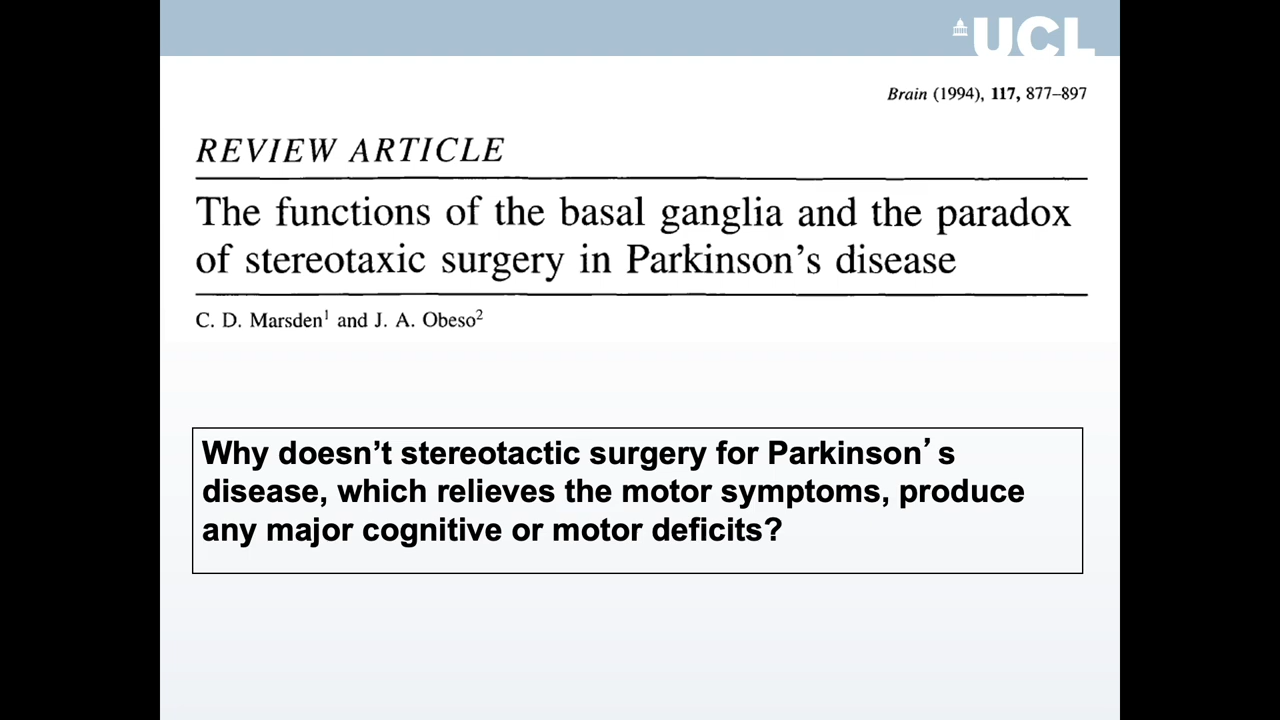 UCL
Brain (1994), 117, 877–897
REVIEW ARTICLE
The functions of the basal ganglia and the paradox
of stereotaxic surgery in Parkinson's disease
C. D. Marsden¹ and J. A. Obeso²
Why doesn't stereotactic surgery for Parkinson's
disease, which relieves the motor symptoms, produce
any major cognitive or motor deficits?